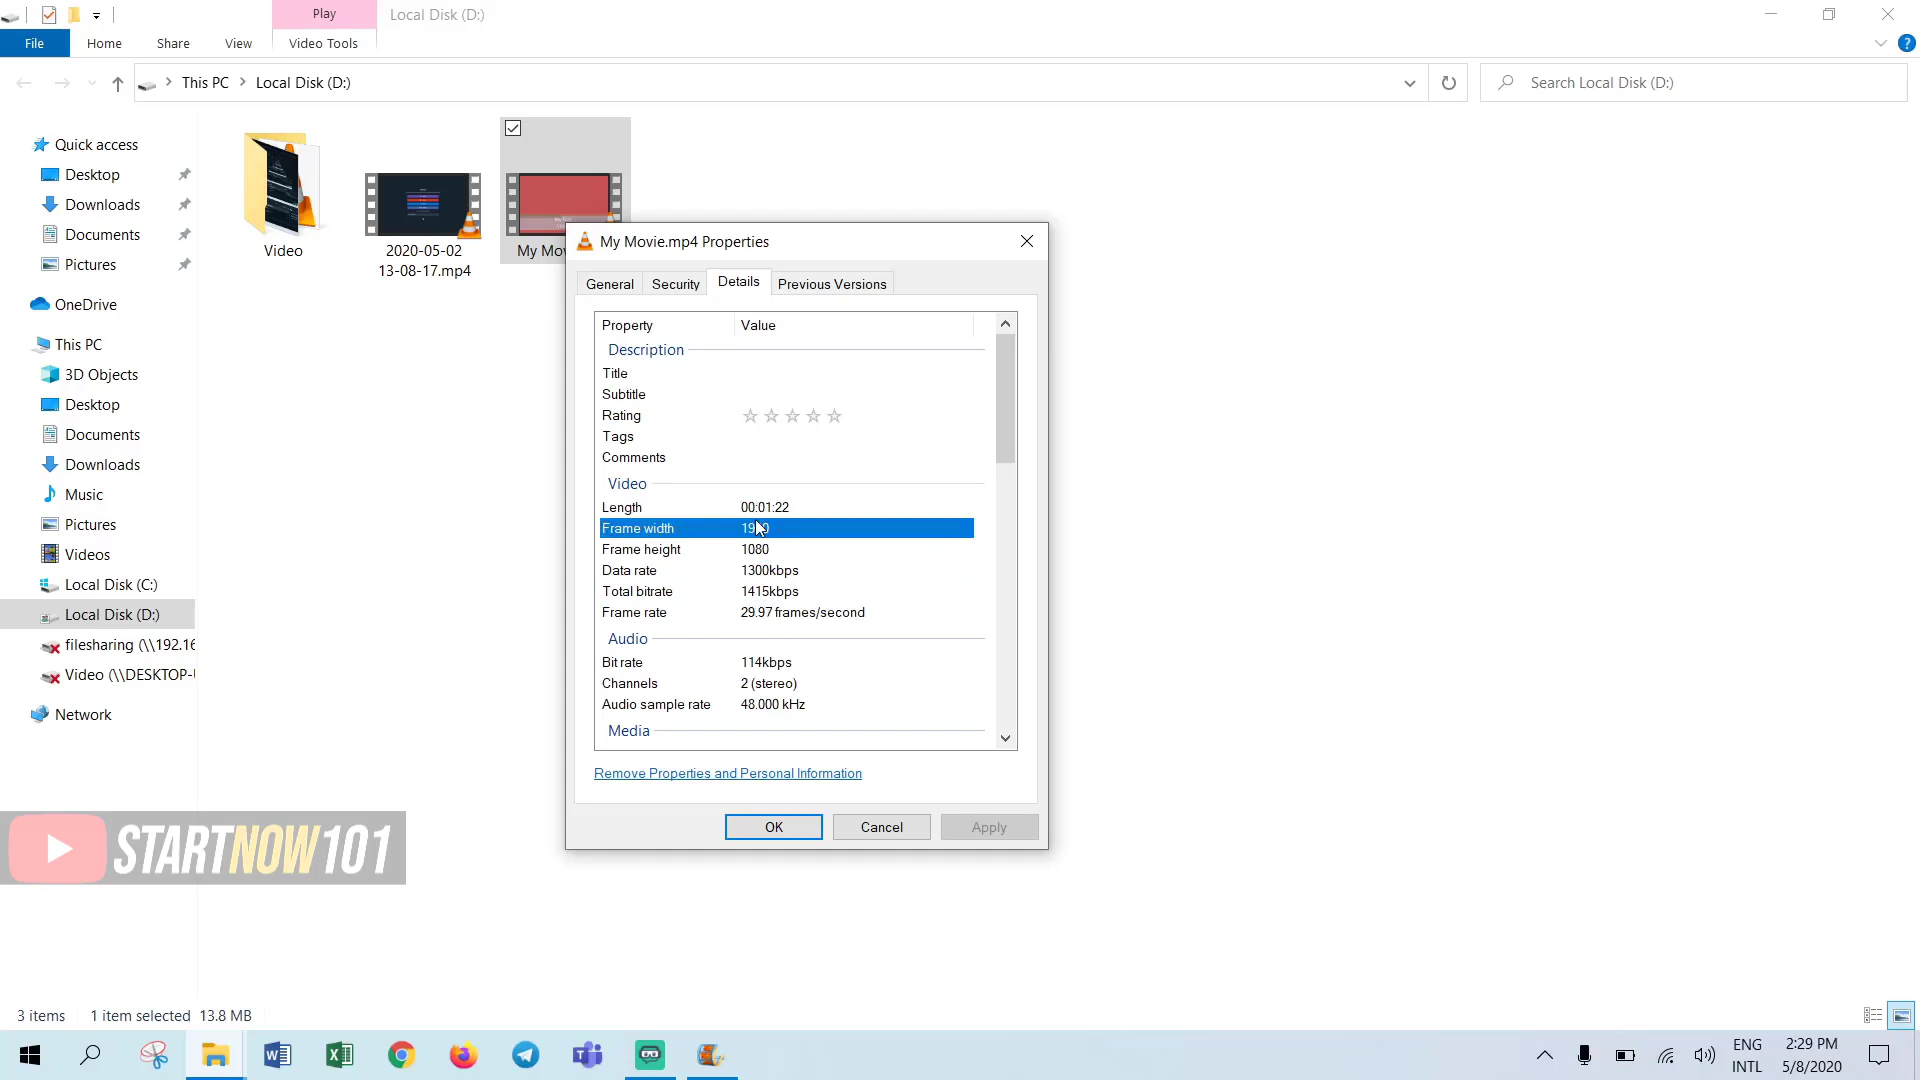 Play
Local Disk (D:)
File
Home
Share
View
Video Tools
This PC
Local Disk (D:)
Search Local Disk (D:)
Quick access
Desktop
Downloads
Documents
Pictures
OneDrive
This PC
3D Objects
Desktop
Documents
Downloads
Music
Pictures
Videos
Local Disk (C:)
Local Disk (D:)
filesharing (\\192.16
Video (\\DESKTOP-
Network
Video
2020-05-02
13-08-17.mp4
My Mov
My Movie.mp4 Properties
General
Security
Details
Previous Versions
Property Value
Description
Title
Subtitle
Rating
Tags
Comments
Video
Length 00:01:22
Frame width
Frame height 1080
Data rate 1300kbps
Total bitrate 1415kbps
Frame rate 29.97 frames/second
Audio
Bit rate 114kbps
Channels 2 (stereo)
Audio sample rate 48.000 kHz
Media
Remove Properties and Personal Information
OK
Cancel
Apply
STARTNOW101
3 items
1 item selected 13.8 MB
ENG
INTL
2:29 PM
5/8/2020